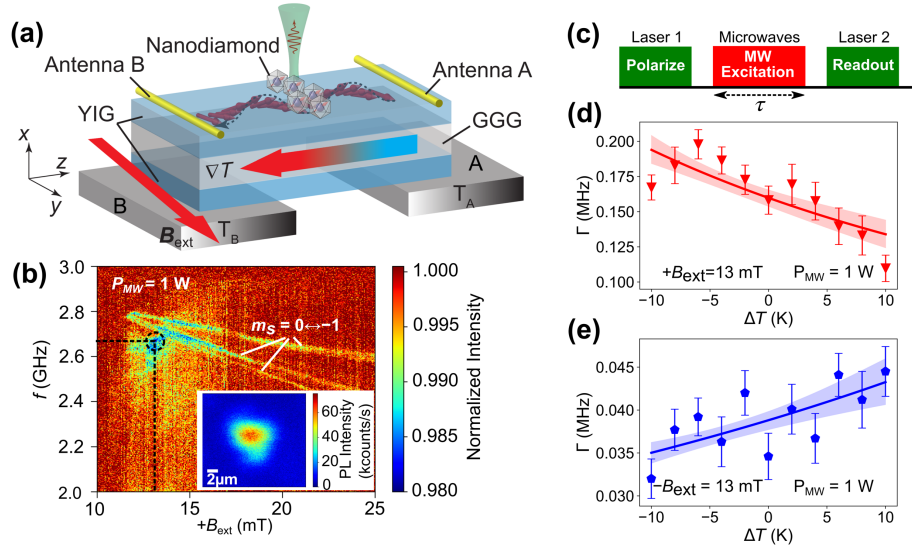 (a)
Nanodiamond
Antenna B
Antenna A
YIG
GGG
∇T
A
T_A
B
T_B
B_ext
x
z
y
(b)
P_MW = 1 W
m_s = 0↔−1
3.0
2.8
2.6
2.4
2.2
2.0
f (GHz)
10
15
20
25
+B_ext (mT)
2μm
60
40
20
0
PL Intensity
(kcounts/s)
1.000
0.995
0.990
0.985
0.980
Normalized Intensity
(c)
Laser 1
Microwaves
Laser 2
Polarize
MW
Excitation
Readout
τ
(d)
0.200
0.175
0.150
0.125
0.100
Γ (MHz)
+B_ext=13 mT
P_MW = 1 W
−10
−5
0
5
10
ΔT (K)
(e)
0.045
0.040
0.035
0.030
Γ (MHz)
−B_ext = 13 mT
P_MW = 1 W
−10
−5
0
5
10
ΔT (K)